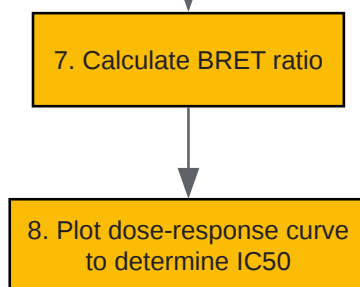 7. Calculate BRET ratio
8. Plot dose-response curve
to determine IC50